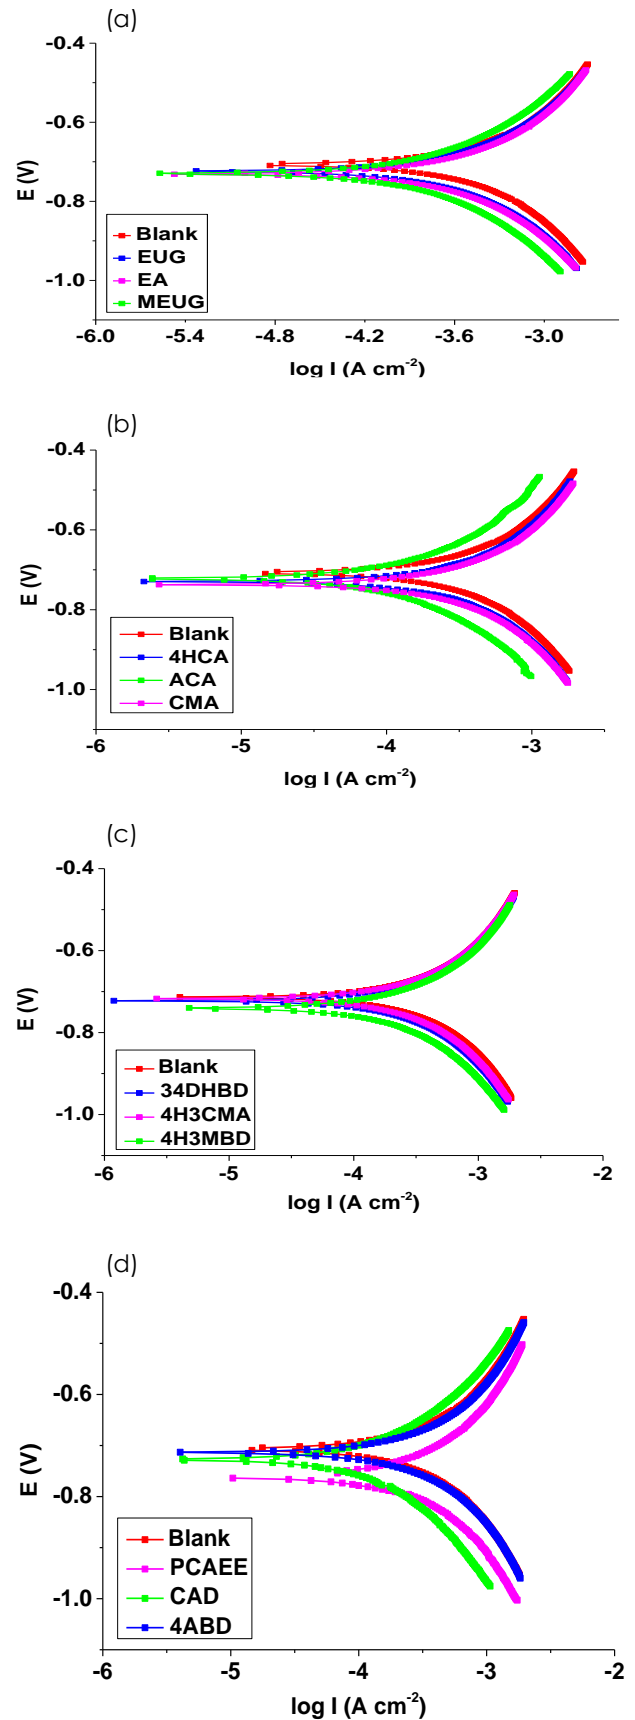 (a)
-0.4
-0.6
-0.8
-1.0
E (V)
Blank
EUG
EA
MEUG
-6.0 -5.4 -4.8 -4.2 -3.6 -3.0
log I (A cm-2)
(b)
-0.4
-0.6
-0.8
-1.0
E (V)
Blank
4HCA
ACA
CMA
-6 -5 -4 -3
log I (A cm-2)
(c)
-0.4
-0.6
-0.8
-1.0
E (V)
Blank
34DHBD
4H3CMA
4H3MBD
-6 -5 -4 -3 -2
log I (A cm-2)
(d)
-0.4
-0.6
-0.8
-1.0
E (V)
Blank
PCAEE
CAD
4ABD
-6 -5 -4 -3 -2
log I (A cm-2)